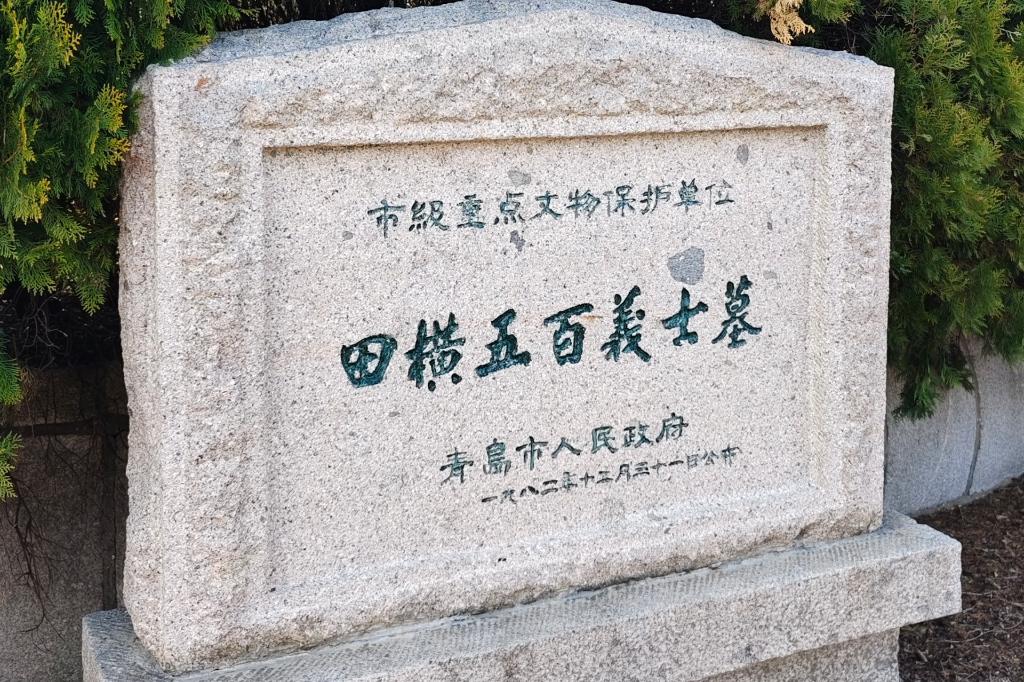 市级重点文物保护单位
田横五百義士墓
青島市人民政府
一九八二年十二月三十一日公布